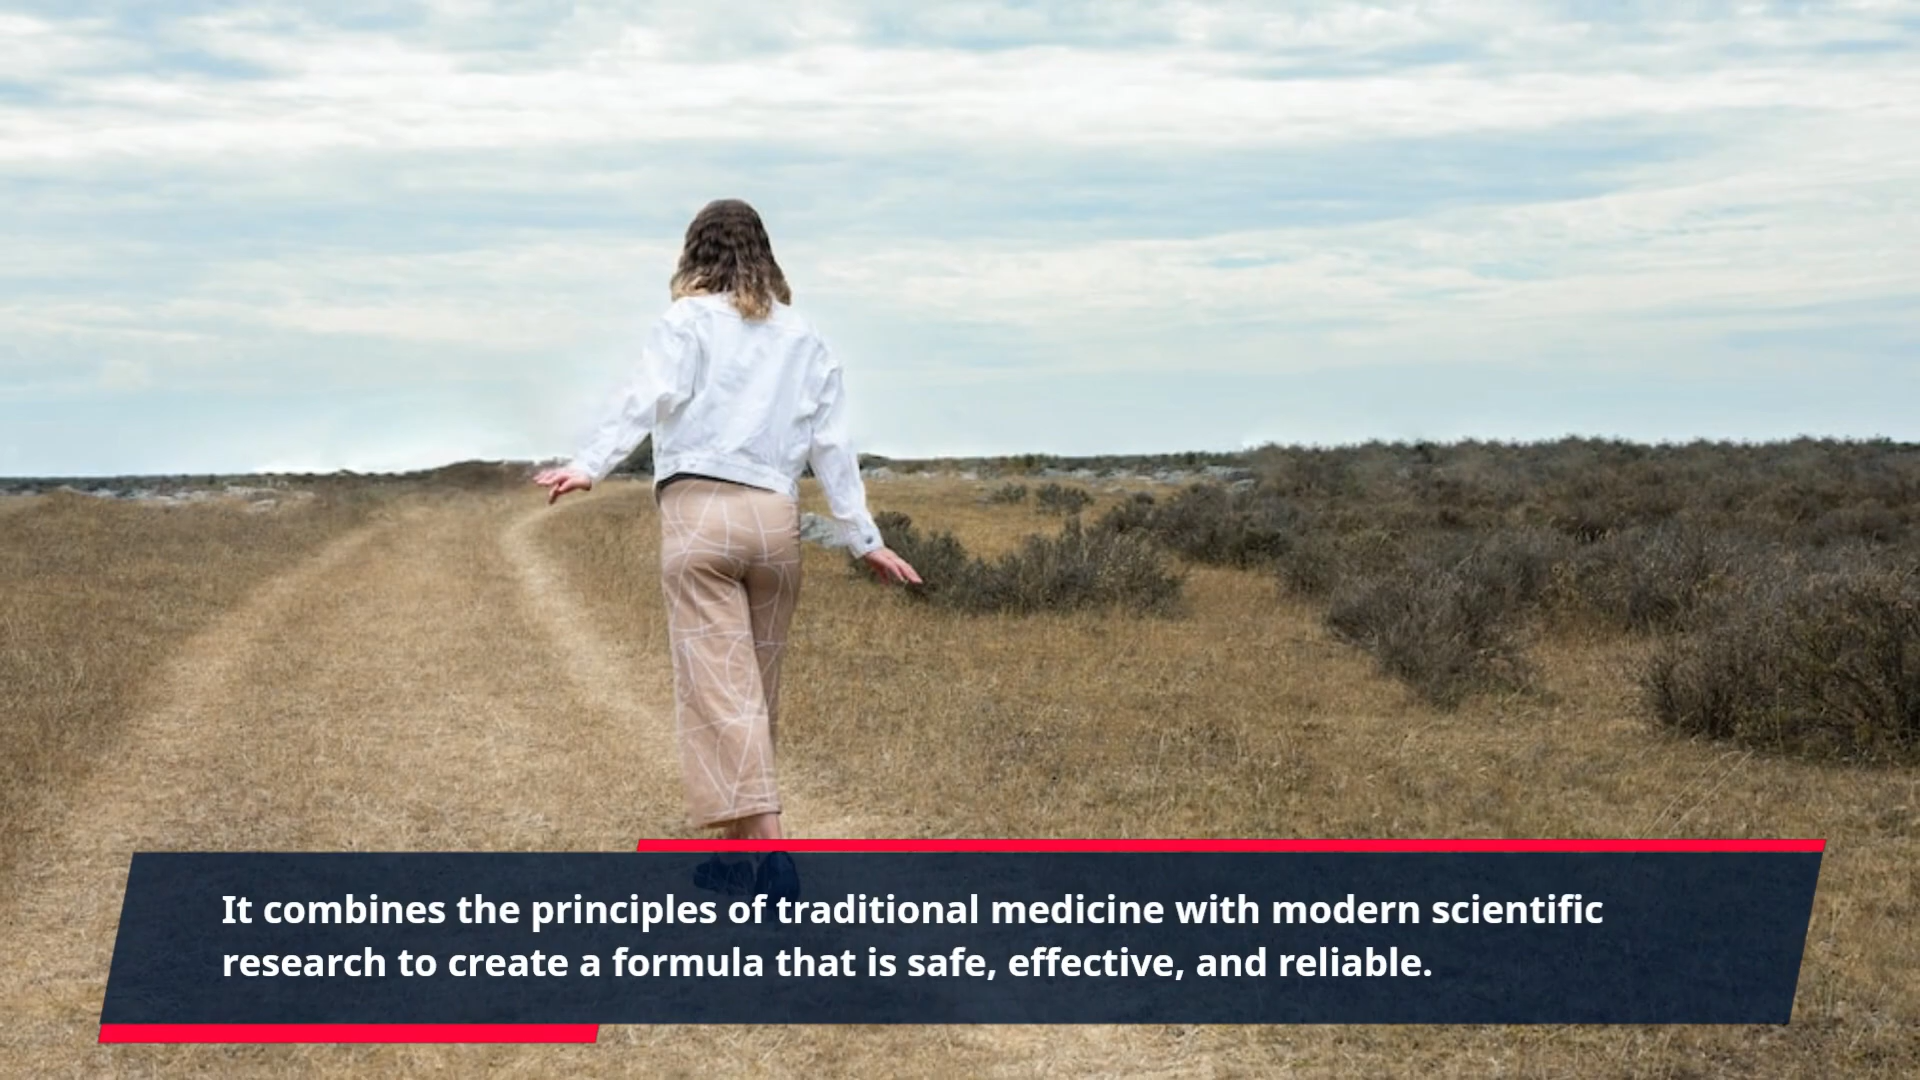 It combines the principles of traditional medicine with modern scientific
research to create a formula that is safe, effective, and reliable.